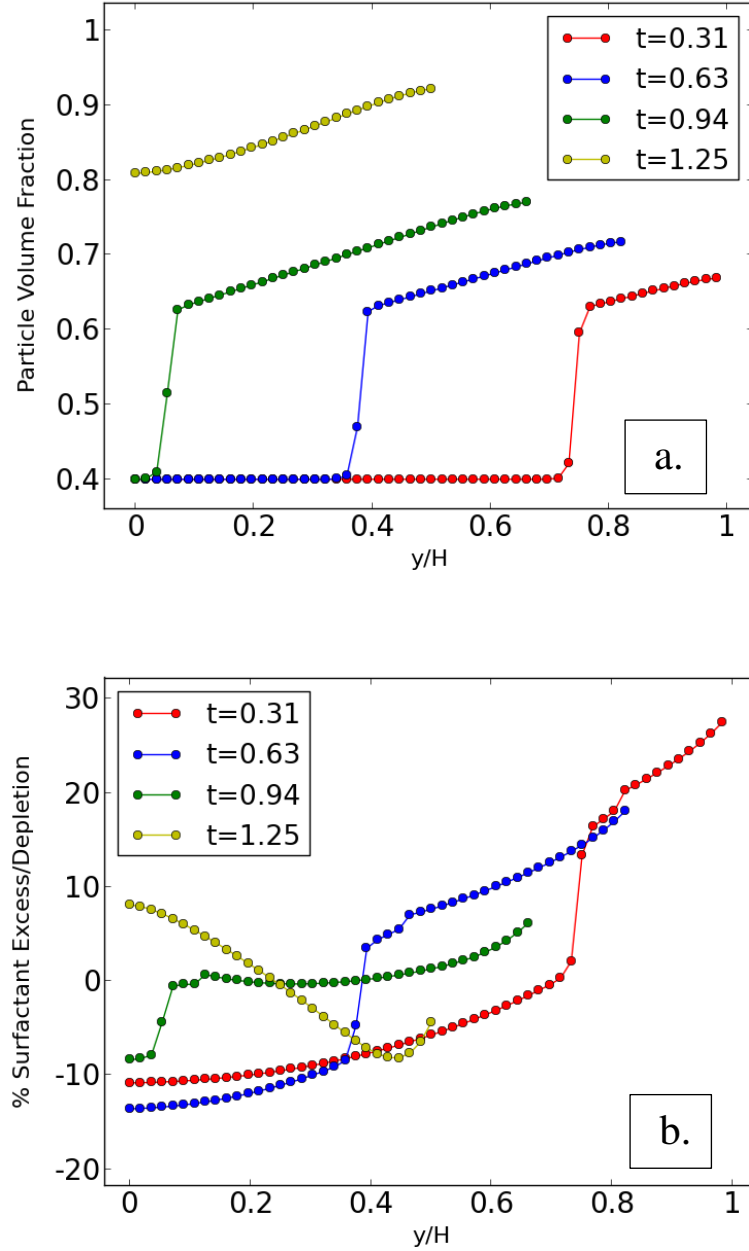 1
0.9
0.8
0.7
0.6
0.5
0.4
Particle Volume Fraction
t=0.31
t=0.63
t=0.94
t=1.25
a.
0 0.2 0.4 0.6 0.8 1
y/H
30
20
10
0
-10
-20
% Surfactant Excess/Depletion
t=0.31
t=0.63
t=0.94
t=1.25
b.
0 0.2 0.4 0.6 0.8 1
y/H